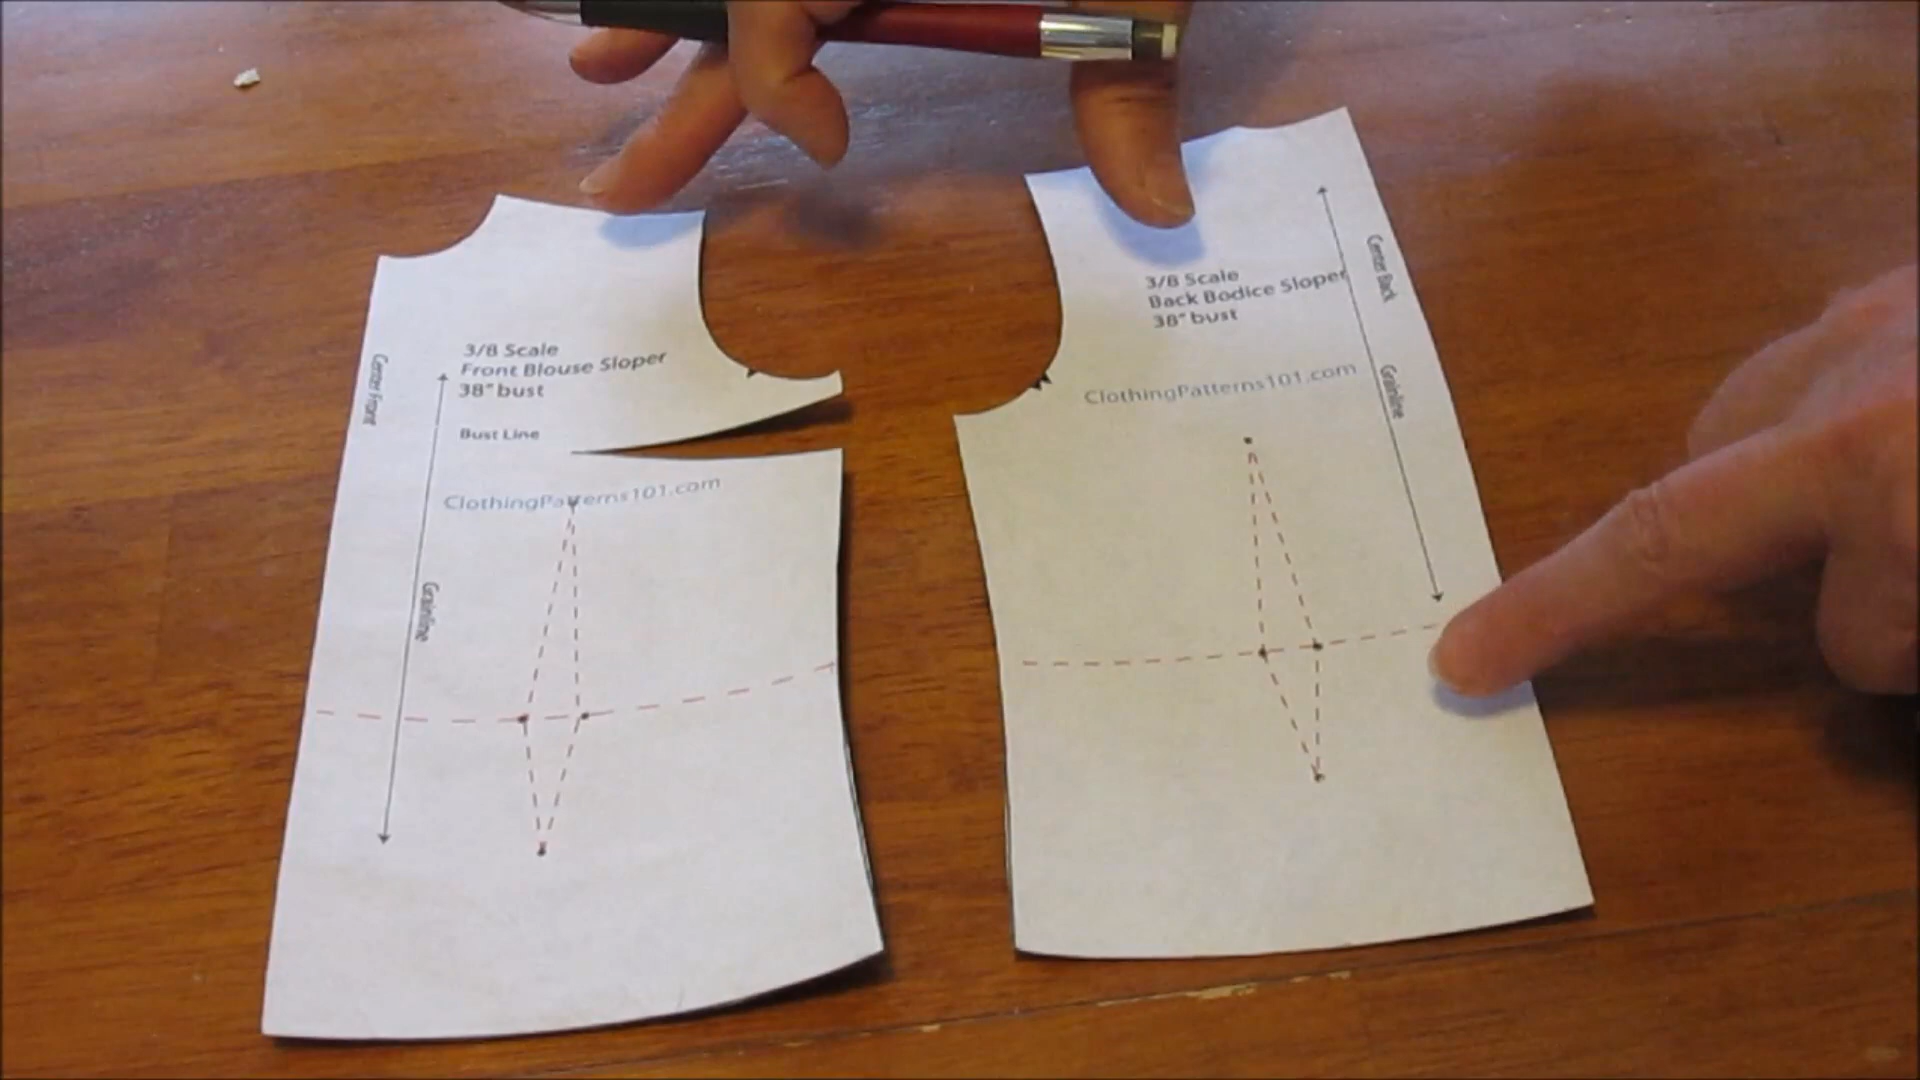 3/8 Scale
Front Blouse Sloper
38" bust
Center Front
Bust Line
ClothingPatterns101.com
Grainline
3/8 Scale
Back Bodice Sloper
38" bust
Center Back
ClothingPatterns101.com
Grainline